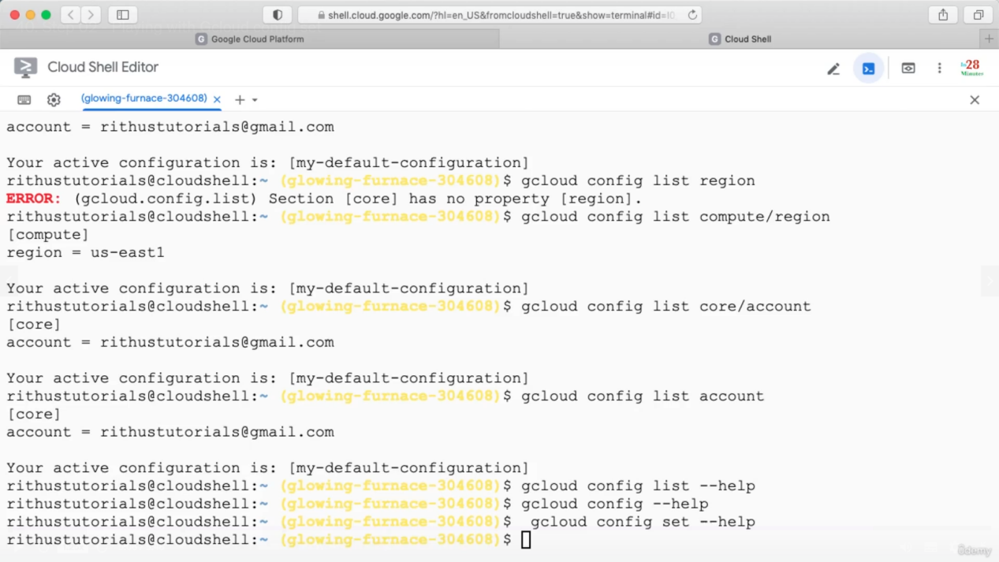 shell.cloud.google.com/?hl=en_US&fromcloudshell=true&show=terminal#id=I0
Google Cloud Platform
Cloud Shell
Cloud Shell Editor
in28
Minutes
(glowing-furnace-304608)
account = rithustutorials@gmail.com
Your active configuration is: [my-default-configuration]
rithustutorials@cloudshell:~ (glowing-furnace-304608)$ gcloud config list region
ERROR: (gcloud.config.list) Section [core] has no property [region].
rithustutorials@cloudshell:~ (glowing-furnace-304608)$ gcloud config list compute/region
[compute]
region = us-east1
Your active configuration is: [my-default-configuration]
rithustutorials@cloudshell:~ (glowing-furnace-304608)$ gcloud config list core/account
[core]
account = rithustutorials@gmail.com
Your active configuration is: [my-default-configuration]
rithustutorials@cloudshell:~ (glowing-furnace-304608)$ gcloud config list account
[core]
account = rithustutorials@gmail.com
Your active configuration is: [my-default-configuration]
rithustutorials@cloudshell:~ (glowing-furnace-304608)$ gcloud config list --help
rithustutorials@cloudshell:~ (glowing-furnace-304608)$ gcloud config --help
rithustutorials@cloudshell:~ (glowing-furnace-304608)$  gcloud config set --help
rithustutorials@cloudshell:~ (glowing-furnace-304608)$
ûdemy